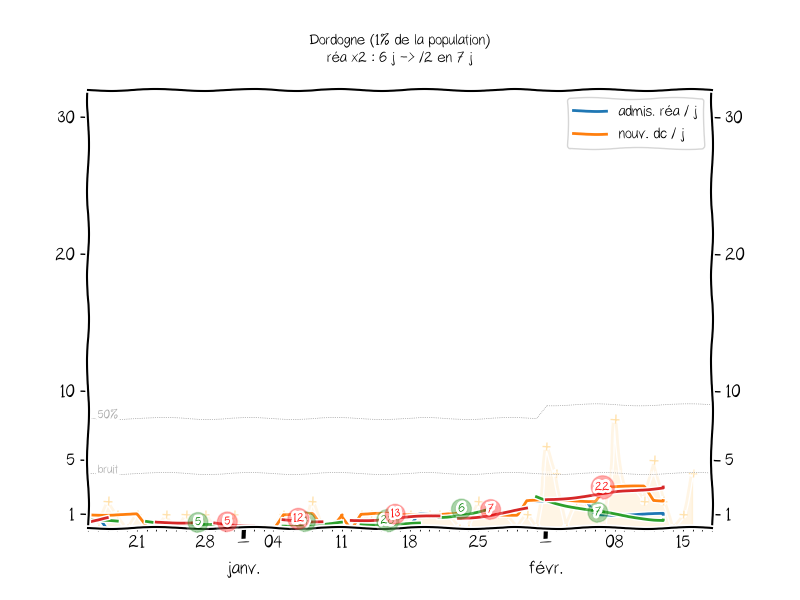 Dordogne (1% de la population)
réa x2 : 6 j -> /2 en 7 j
admis. réa / j
nouv. dc / j
30 30
20 20
10 10
50%
5 5
bruit
1 1
5 5 12 13 6 7 22 7
21 28 04 11 18 25 08 15
janv. févr.